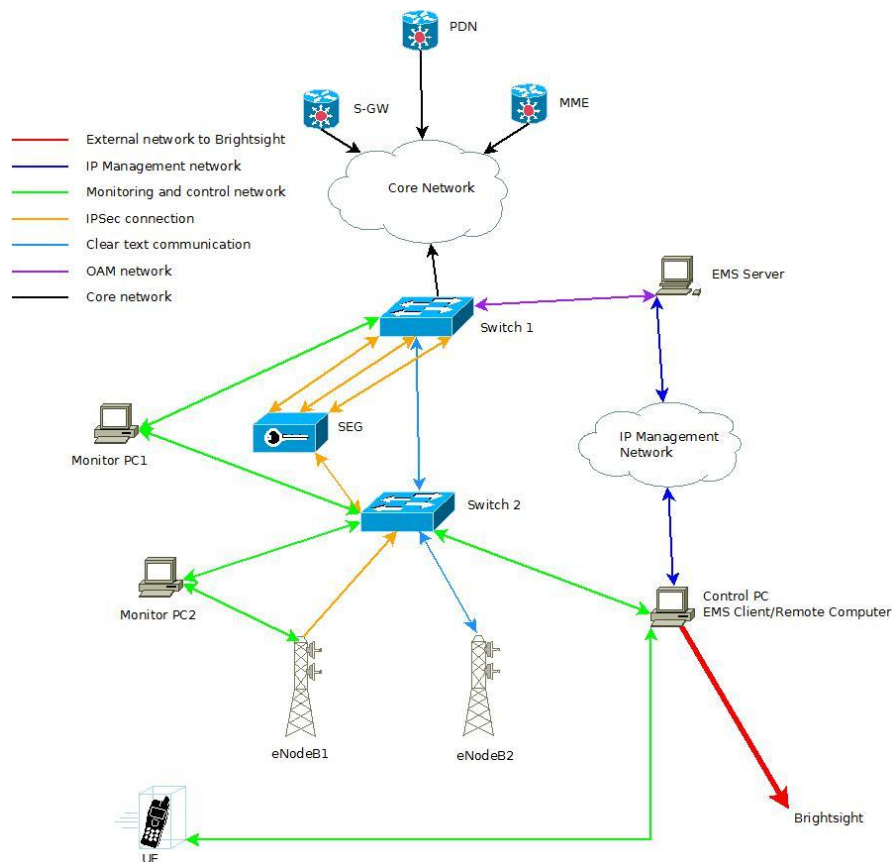 PDN
S-GW
MME
External network to Brightsight
IP Management network
Monitoring and control network
IPSec connection
Clear text communication
OAM network
Core network
Core Network
EMS Server
Switch 1
SEG
Monitor PC1
IP Management
Network
Switch 2
Monitor PC2
Control PC
EMS Client/Remote Computer
eNodeB1
eNodeB2
Brightsight
UE